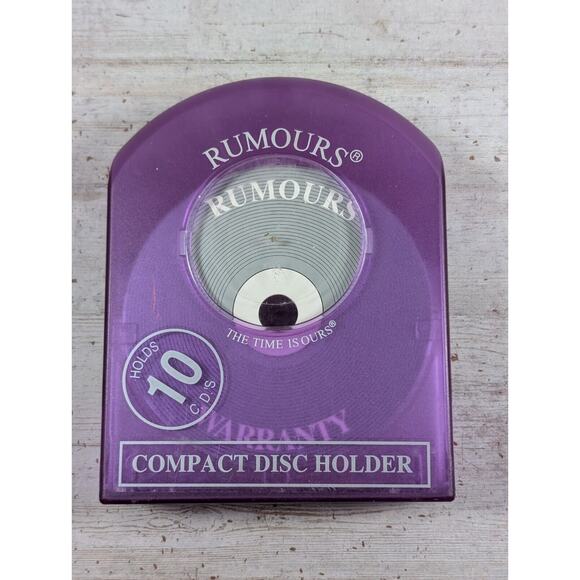 RUMOURS®
RUMOURS
THE TIME IS OURS®
HOLDS
10
C.D.'S
WARRANTY
COMPACT DISC HOLDER